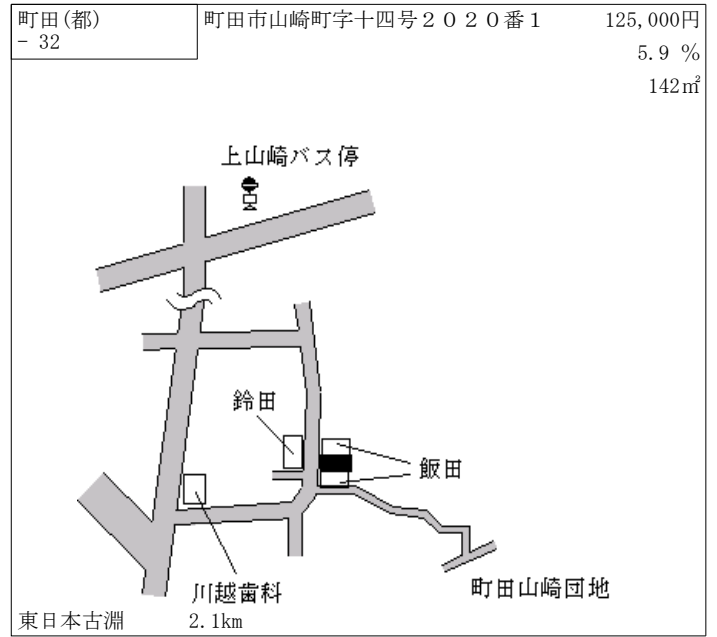 町田(都)
- 32
町田市山崎町字十四号２０２０番１
125,000円
5.9 %
142㎡
上山崎バス停
鈴田
飯田
川越歯科
町田山崎団地
東日本古淵 2.1km